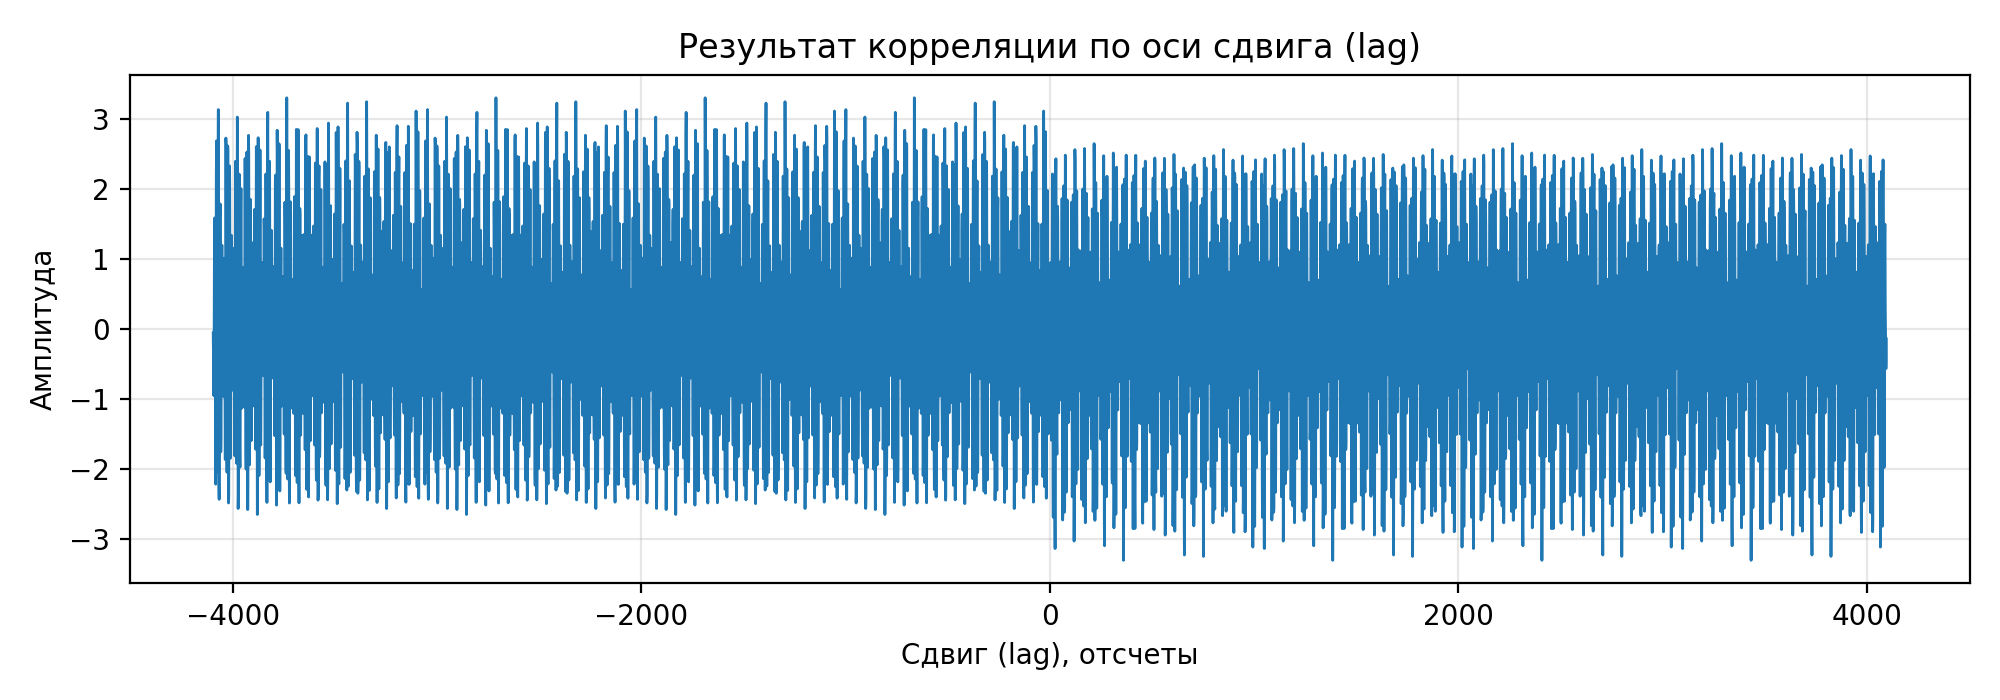 Результат корреляции по оси сдвига (lag)
Амплитуда
3
2
1
0
−1
−2
−3
−4000 −2000 0 2000 4000
Сдвиг (lag), отсчеты